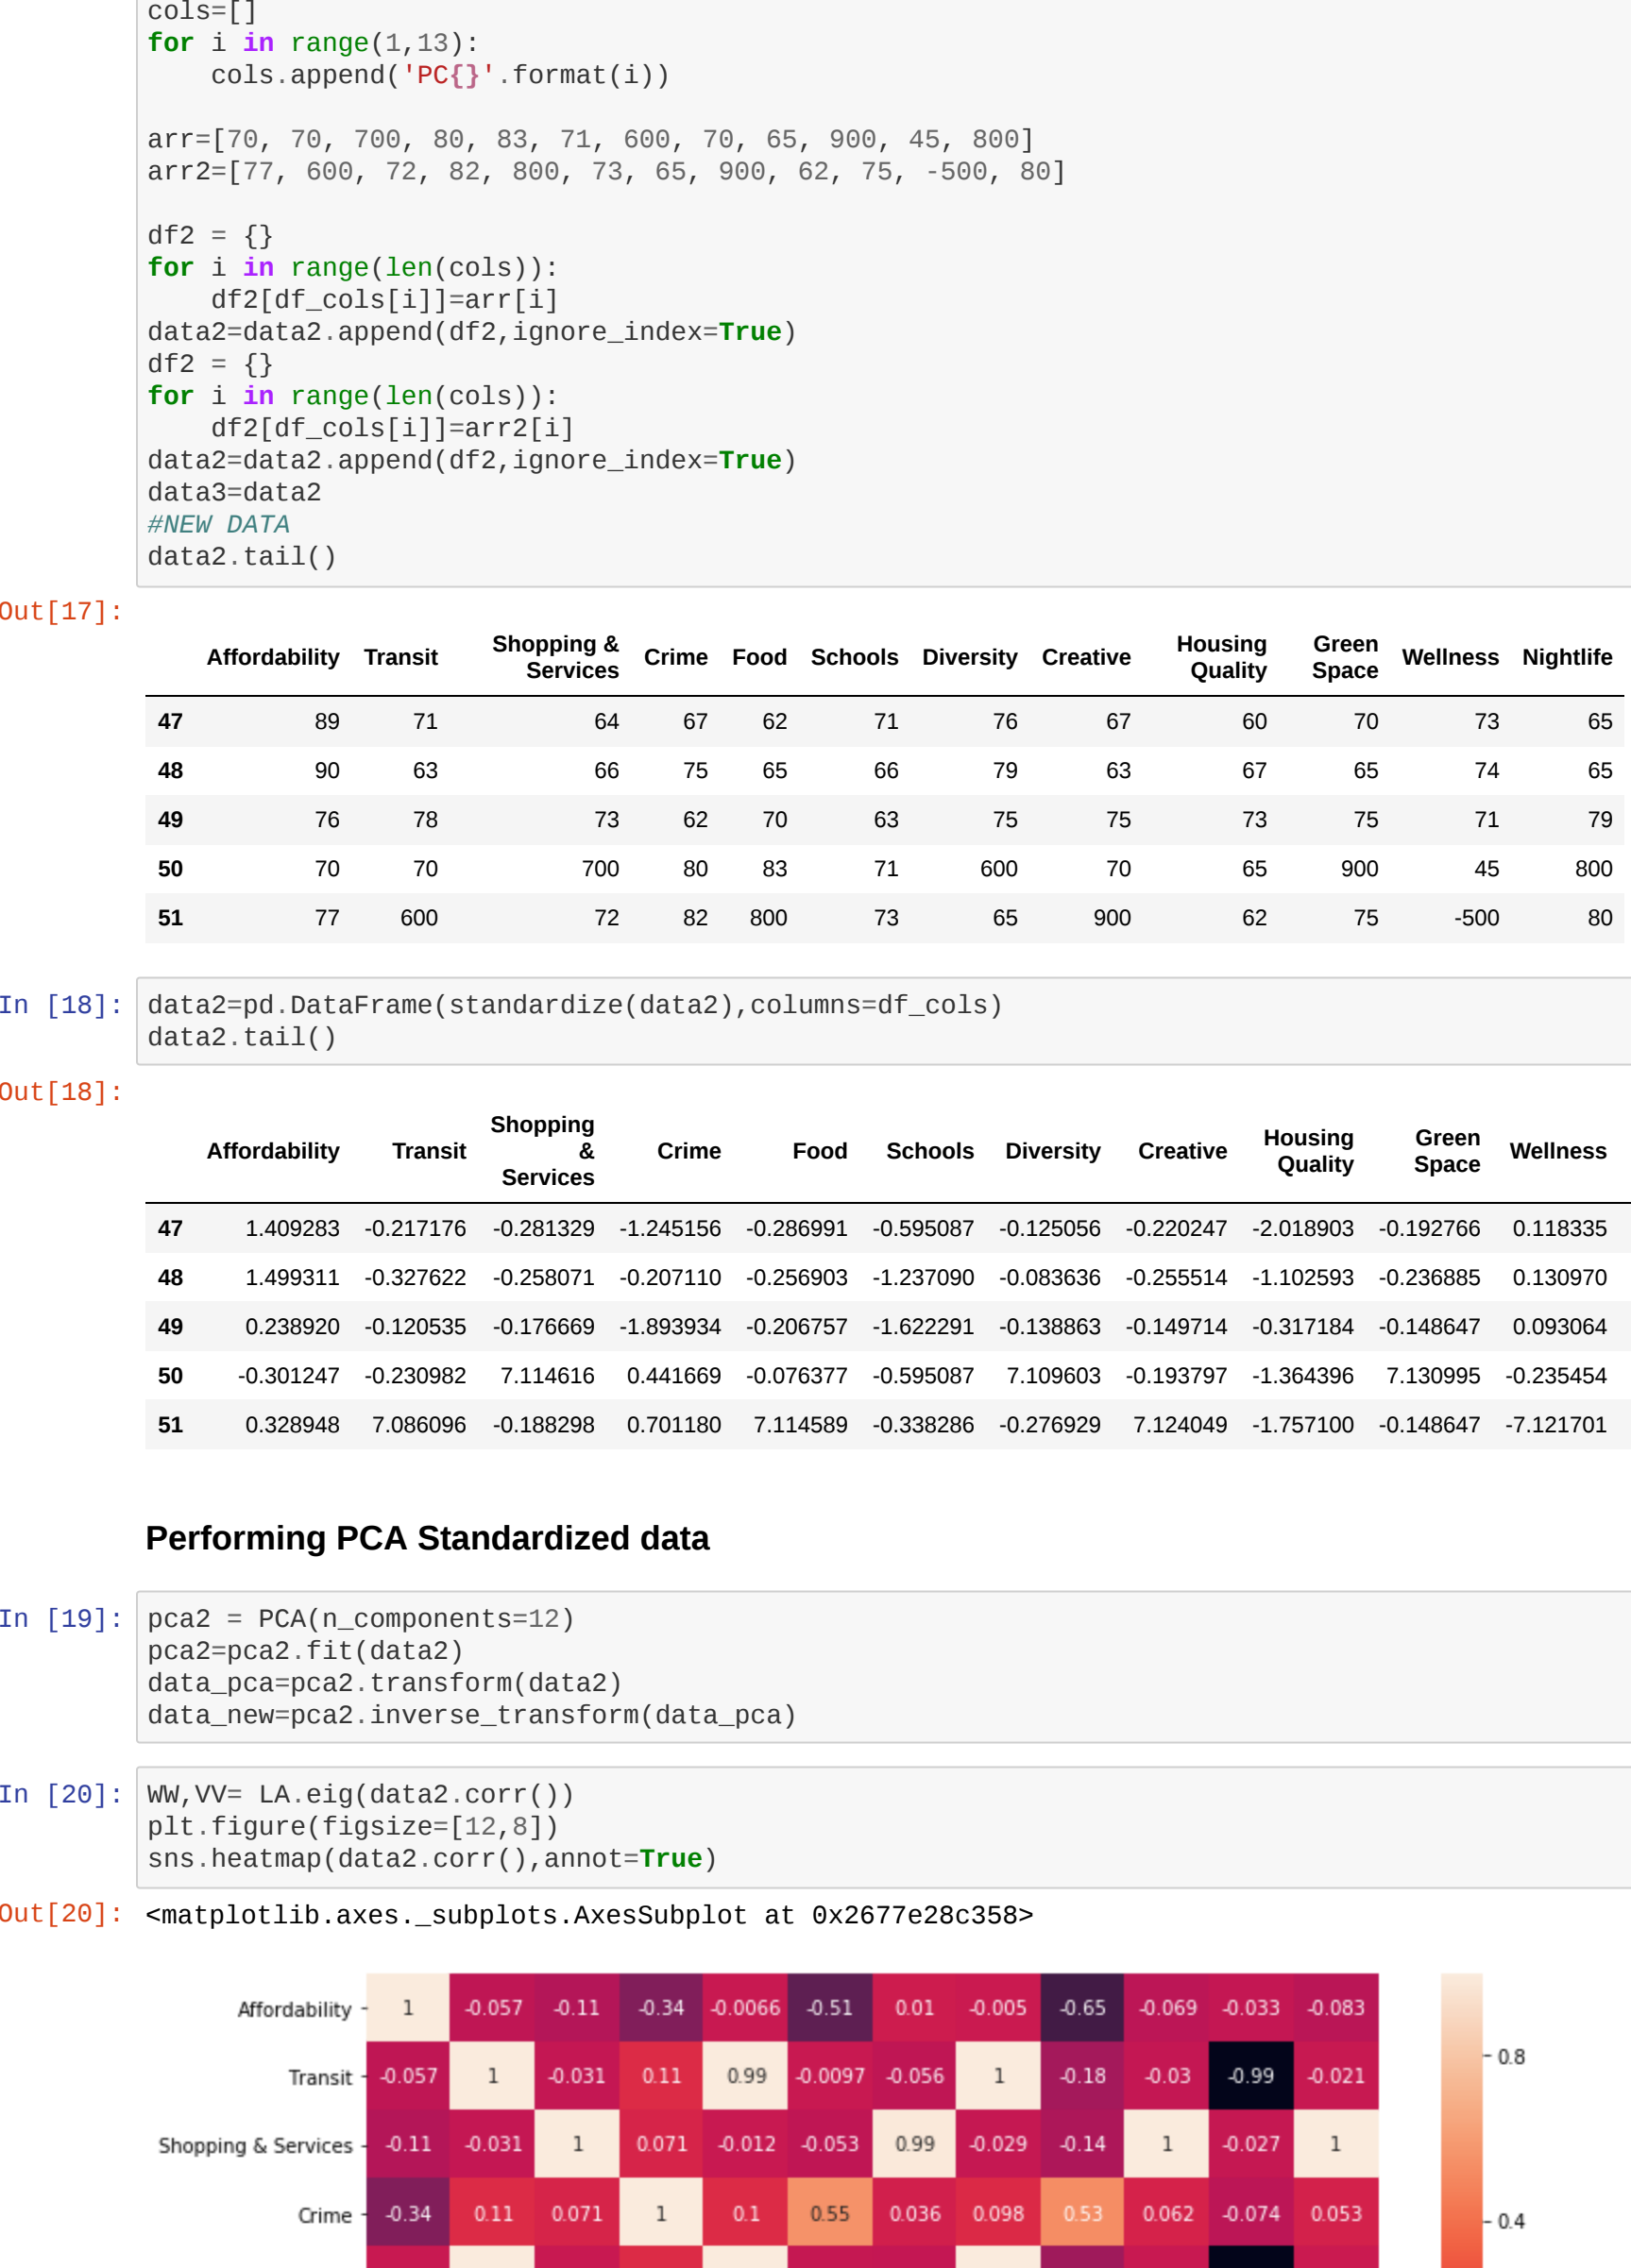 cols=[]
for i in range(1,13):
    cols.append('PC{}'.format(i))
arr=[70, 70, 700, 80, 83, 71, 600, 70, 65, 900, 45, 800]
arr2=[77, 600, 72, 82, 800, 73, 65, 900, 62, 75, -500, 80]
df2 = {}
for i in range(len(cols)):
    df2[df_cols[i]]=arr[i]
data2=data2.append(df2,ignore_index=True)
df2 = {}
for i in range(len(cols)):
    df2[df_cols[i]]=arr2[i]
data2=data2.append(df2,ignore_index=True)
data3=data2
#NEW DATA
data2.tail()
Out[17]:
Affordability Transit Shopping & Services Crime Food Schools Diversity Creative Housing Quality Green Space Wellness Nightlife
47 89 71 64 67 62 71 76 67 60 70 73 65
48 90 63 66 75 65 66 79 63 67 65 74 65
49 76 78 73 62 70 63 75 75 73 75 71 79
50 70 70 700 80 83 71 600 70 65 900 45 800
51 77 600 72 82 800 73 65 900 62 75 -500 80
In [18]: data2=pd.DataFrame(standardize(data2),columns=df_cols)
data2.tail()
Out[18]:
Affordability Transit Shopping & Services Crime Food Schools Diversity Creative Housing Quality Green Space Wellness
47 1.409283 -0.217176 -0.281329 -1.245156 -0.286991 -0.595087 -0.125056 -0.220247 -2.018903 -0.192766 0.118335
48 1.499311 -0.327622 -0.258071 -0.207110 -0.256903 -1.237090 -0.083636 -0.255514 -1.102593 -0.236885 0.130970
49 0.238920 -0.120535 -0.176669 -1.893934 -0.206757 -1.622291 -0.138863 -0.149714 -0.317184 -0.148647 0.093064
50 -0.301247 -0.230982 7.114616 0.441669 -0.076377 -0.595087 7.109603 -0.193797 -1.364396 7.130995 -0.235454
51 0.328948 7.086096 -0.188298 0.701180 7.114589 -0.338286 -0.276929 7.124049 -1.757100 -0.148647 -7.121701
Performing PCA Standardized data
In [19]: pca2 = PCA(n_components=12)
pca2=pca2.fit(data2)
data_pca=pca2.transform(data2)
data_new=pca2.inverse_transform(data_pca)
In [20]: WW,VV= LA.eig(data2.corr())
plt.figure(figsize=[12,8])
sns.heatmap(data2.corr(),annot=True)
Out[20]: <matplotlib.axes._subplots.AxesSubplot at 0x2677e28c358>
Affordability 1 -0.057 -0.11 -0.34 -0.0066 -0.51 0.01 -0.005 -0.65 -0.069 -0.033 -0.083
0.8
Transit -0.057 1 -0.031 0.11 0.99 -0.0097 -0.056 1 -0.18 -0.03 -0.99 -0.021
Shopping & Services -0.11 -0.031 1 0.071 -0.012 -0.053 0.99 -0.029 -0.14 1 -0.027 1
Crime -0.34 0.11 0.071 1 0.1 0.55 0.036 0.098 0.53 0.062 -0.074 0.053
0.4